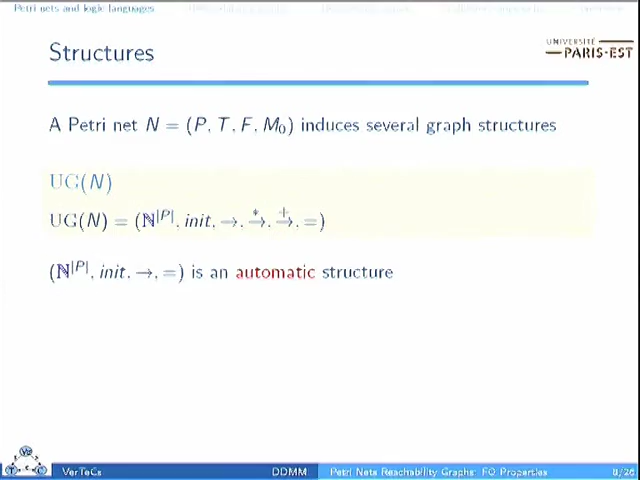 Petri nets and logic languages
Structures
UNIVERSITÉ
PARIS-EST
A Petri net N = (P, T, F, M₀) induces several graph structures
UG(N)
UG(N) = (ℕ^|P|, init, →, →*, →+, =)
(ℕ^|P|, init, →, =) is an automatic structure
VerTeCs DDMM Petri Nets Reachability Graphs: FO Properties 8/26